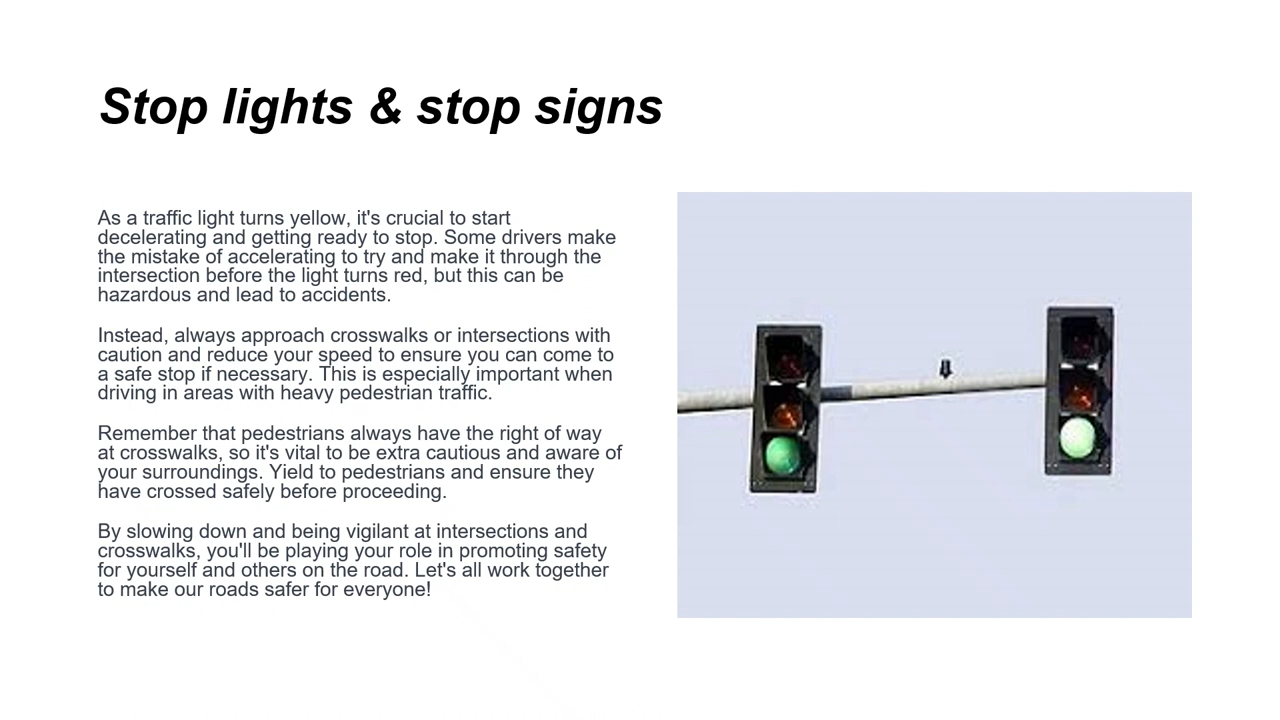 Stop lights & stop signs
As a traffic light turns yellow, it's crucial to start
decelerating and getting ready to stop. Some drivers make
the mistake of accelerating to try and make it through the
intersection before the light turns red, but this can be
hazardous and lead to accidents.
Instead, always approach crosswalks or intersections with
caution and reduce your speed to ensure you can come to
a safe stop if necessary. This is especially important when
driving in areas with heavy pedestrian traffic.
Remember that pedestrians always have the right of way
at crosswalks, so it's vital to be extra cautious and aware of
your surroundings. Yield to pedestrians and ensure they
have crossed safely before proceeding.
By slowing down and being vigilant at intersections and
crosswalks, you'll be playing your role in promoting safety
for yourself and others on the road. Let's all work together
to make our roads safer for everyone!